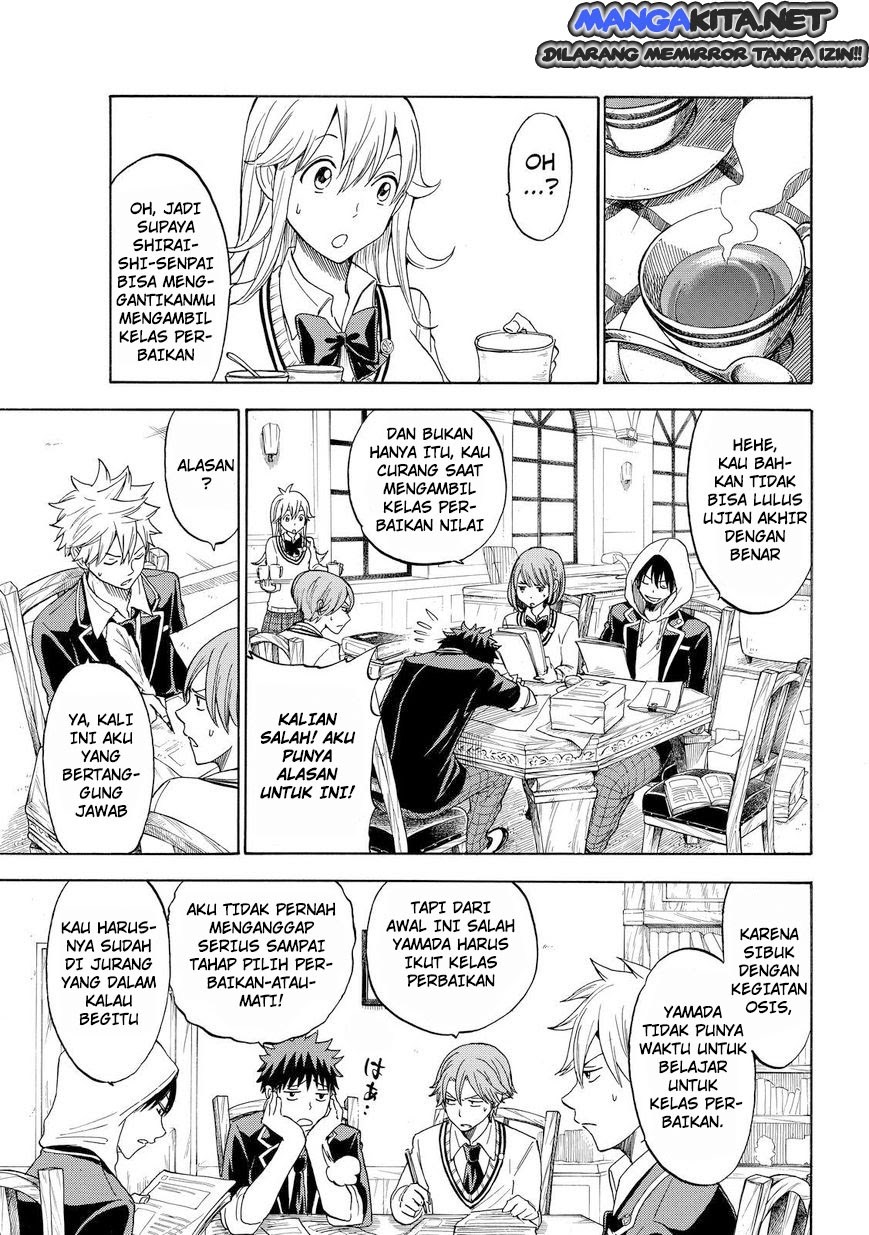 MANGAKITA.NET
DILARANG MEMIRROR TANPA IZIN!!
OH
...?
OH, JADI
SUPAYA
SHIRAI-
SHI-SENPAI
BISA MENG-
GANTIKANMU
MENGAMBIL
KELAS PER-
BAIKAN
HEHE,
KAU BAH-
KAN TIDAK
BISA LULUS
UJIAN AKHIR
DENGAN
BENAR
DAN BUKAN
HANYA ITU, KAU
CURANG SAAT
MENGAMBIL
KELAS PER-
BAIKAN NILAI
KALIAN
SALAH! AKU
PUNYA
ALASAN
UNTUK INI!
ALASAN
?
YA, KALI
INI AKU
YANG
BERTANG-
GUNG
JAWAB
KARENA
SIBUK
DENGAN
KEGIATAN
OSIS,
YAMADA
TIDAK PUNYA
WAKTU UNTUK
BELAJAR
UNTUK
KELAS PER-
BAIKAN.
TAPI DARI
AWAL INI SALAH
YAMADA HARUS
IKUT KELAS
PERBAIKAN
AKU TIDAK PERNAH
MENGANGGAP
SERIUS SAMPAI
TAHAP PILIH PER-
BAIKAN-ATAU-
MATI!
はぁ…
KAU HARUS-
NYA SUDAH
DI JURANG
YANG DALAM
KALAU
BEGITU